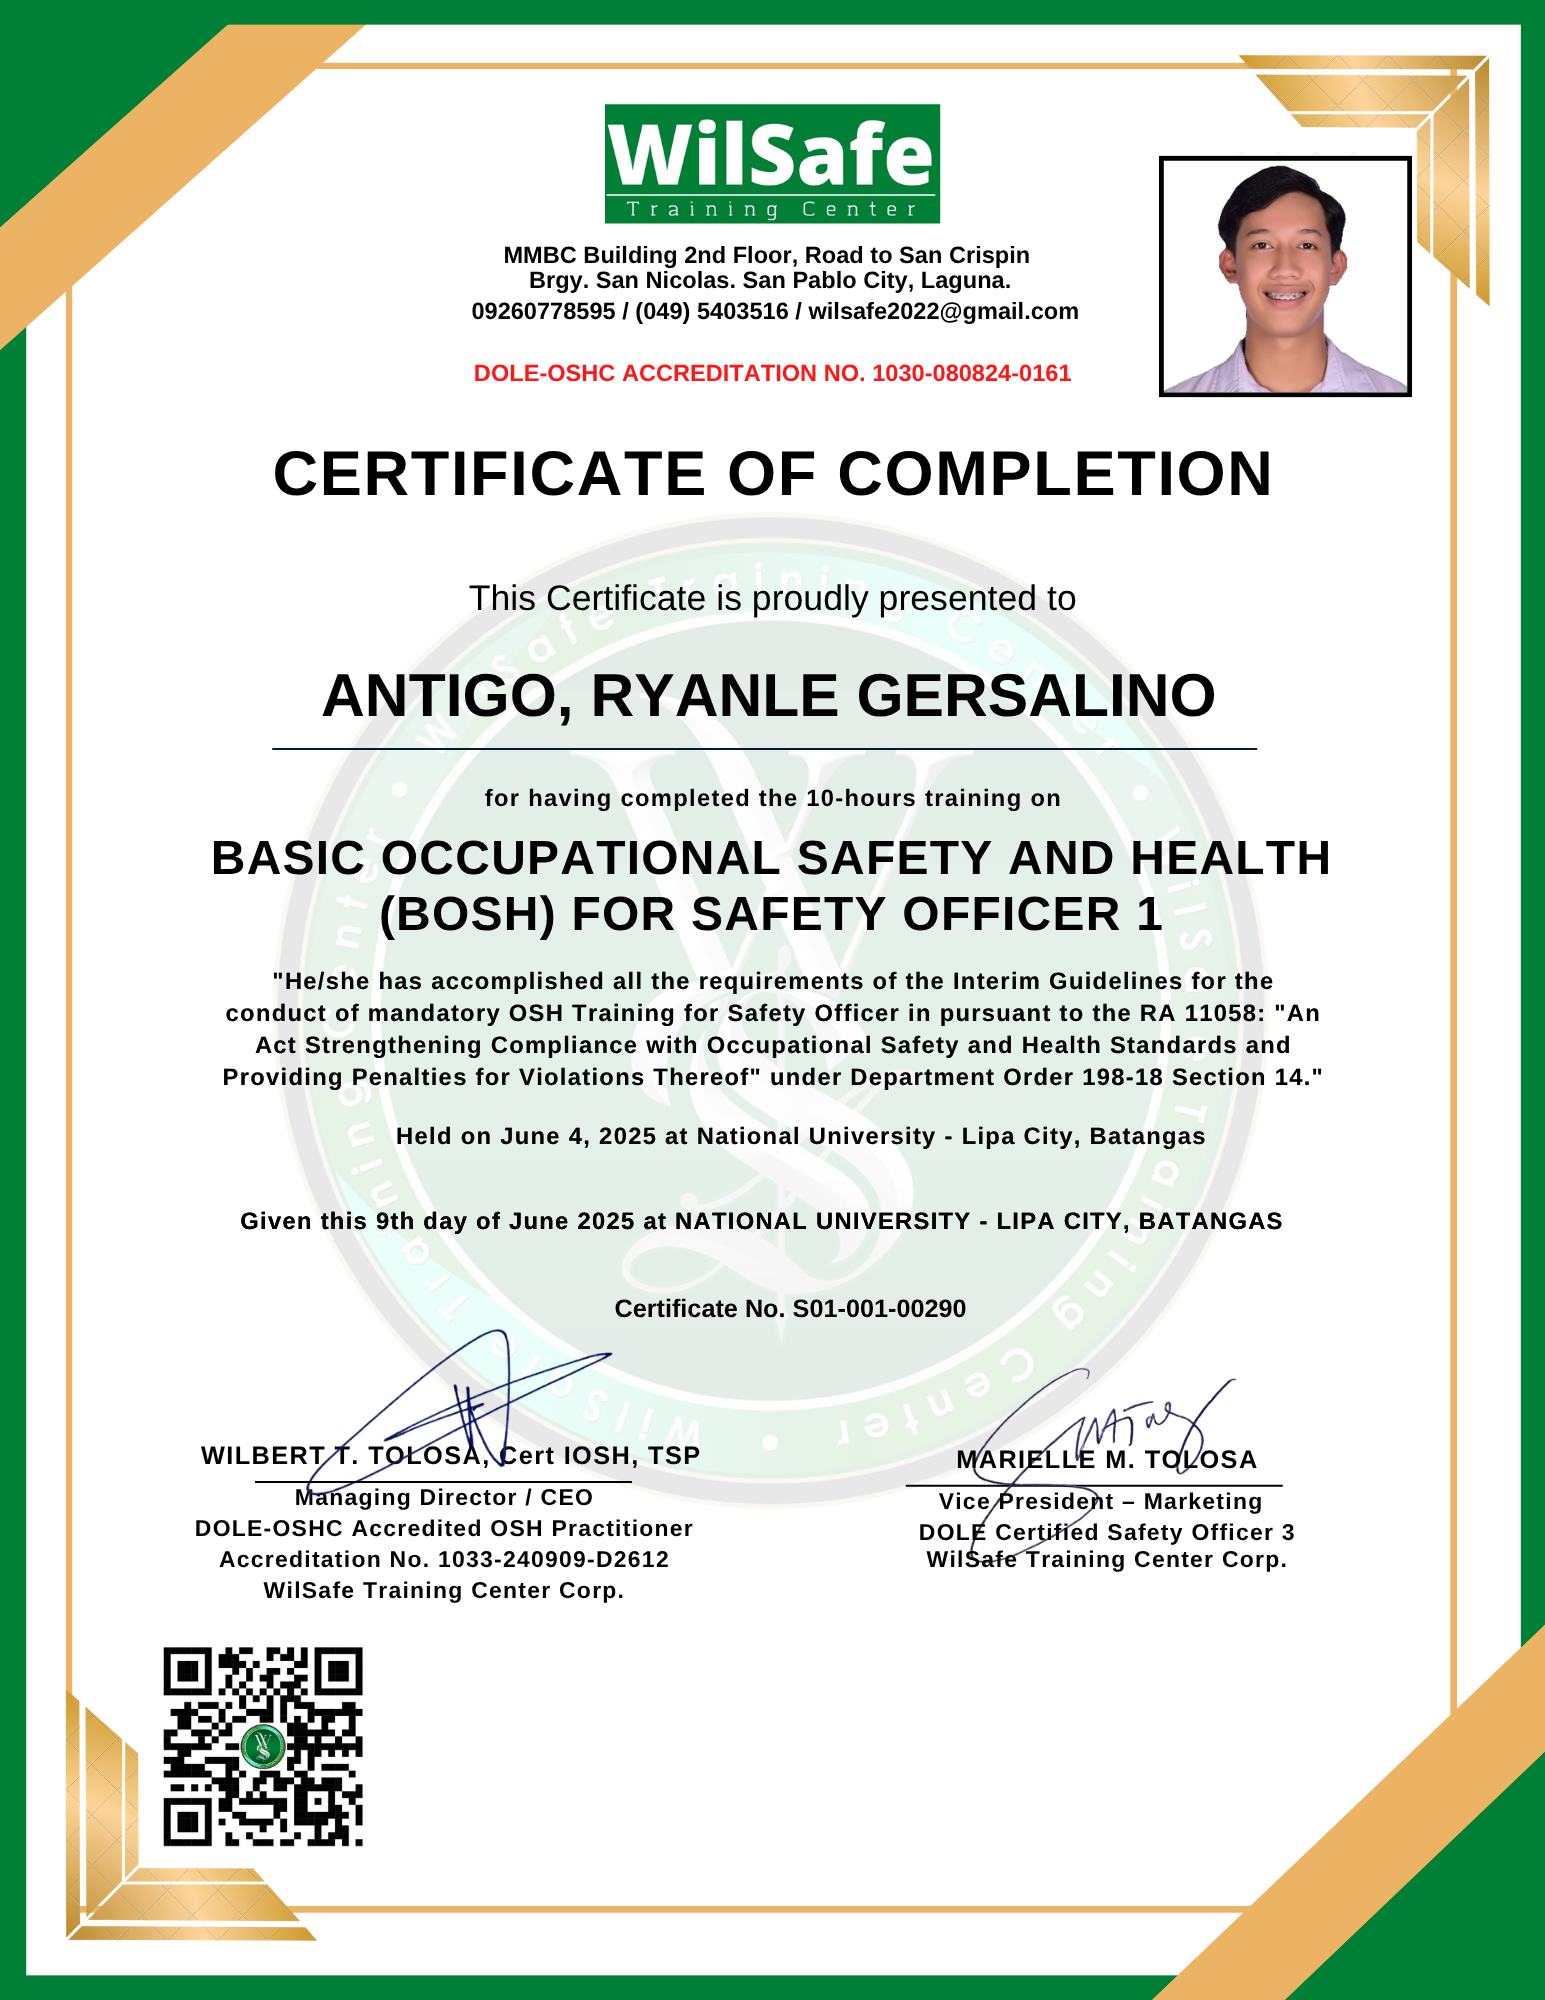 WilSafe
Training Center
MMBC Building 2nd Floor, Road to San Crispin
Brgy. San Nicolas. San Pablo City, Laguna.
09260778595 / (049) 5403516 / wilsafe2022@gmail.com
DOLE-OSHC ACCREDITATION NO. 1030-080824-0161
CERTIFICATE OF COMPLETION
This Certificate is proudly presented to
ANTIGO, RYANLE GERSALINO
for having completed the 10-hours training on
BASIC OCCUPATIONAL SAFETY AND HEALTH
(BOSH) FOR SAFETY OFFICER 1
"He/she has accomplished all the requirements of the Interim Guidelines for the
conduct of mandatory OSH Training for Safety Officer in pursuant to the RA 11058: "An
Act Strengthening Compliance with Occupational Safety and Health Standards and
Providing Penalties for Violations Thereof" under Department Order 198-18 Section 14."
Held on June 4, 2025 at National University - Lipa City, Batangas
Given this 9th day of June 2025 at NATIONAL UNIVERSITY - LIPA CITY, BATANGAS
Certificate No. S01-001-00290
WILBERT T. TOLOSA, Cert IOSH, TSP
Managing Director / CEO
DOLE-OSHC Accredited OSH Practitioner
Accreditation No. 1033-240909-D2612
WilSafe Training Center Corp.
MARIELLE M. TOLOSA
Vice President – Marketing
DOLE Certified Safety Officer 3
WilSafe Training Center Corp.
WilSafe Training Center • WilSafe Training Center • WilSafe Training Center •